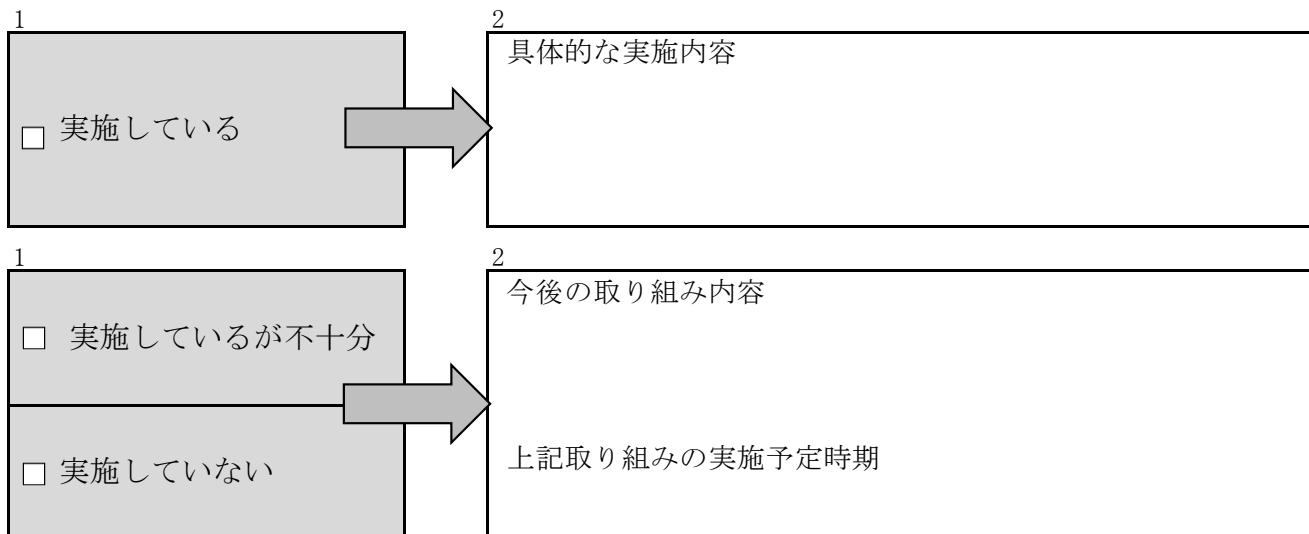 1
2
□ 実施している
具体的な実施内容
1
2
□ 実施しているが不十分
今後の取り組み内容
□ 実施していない
上記取り組みの実施予定時期